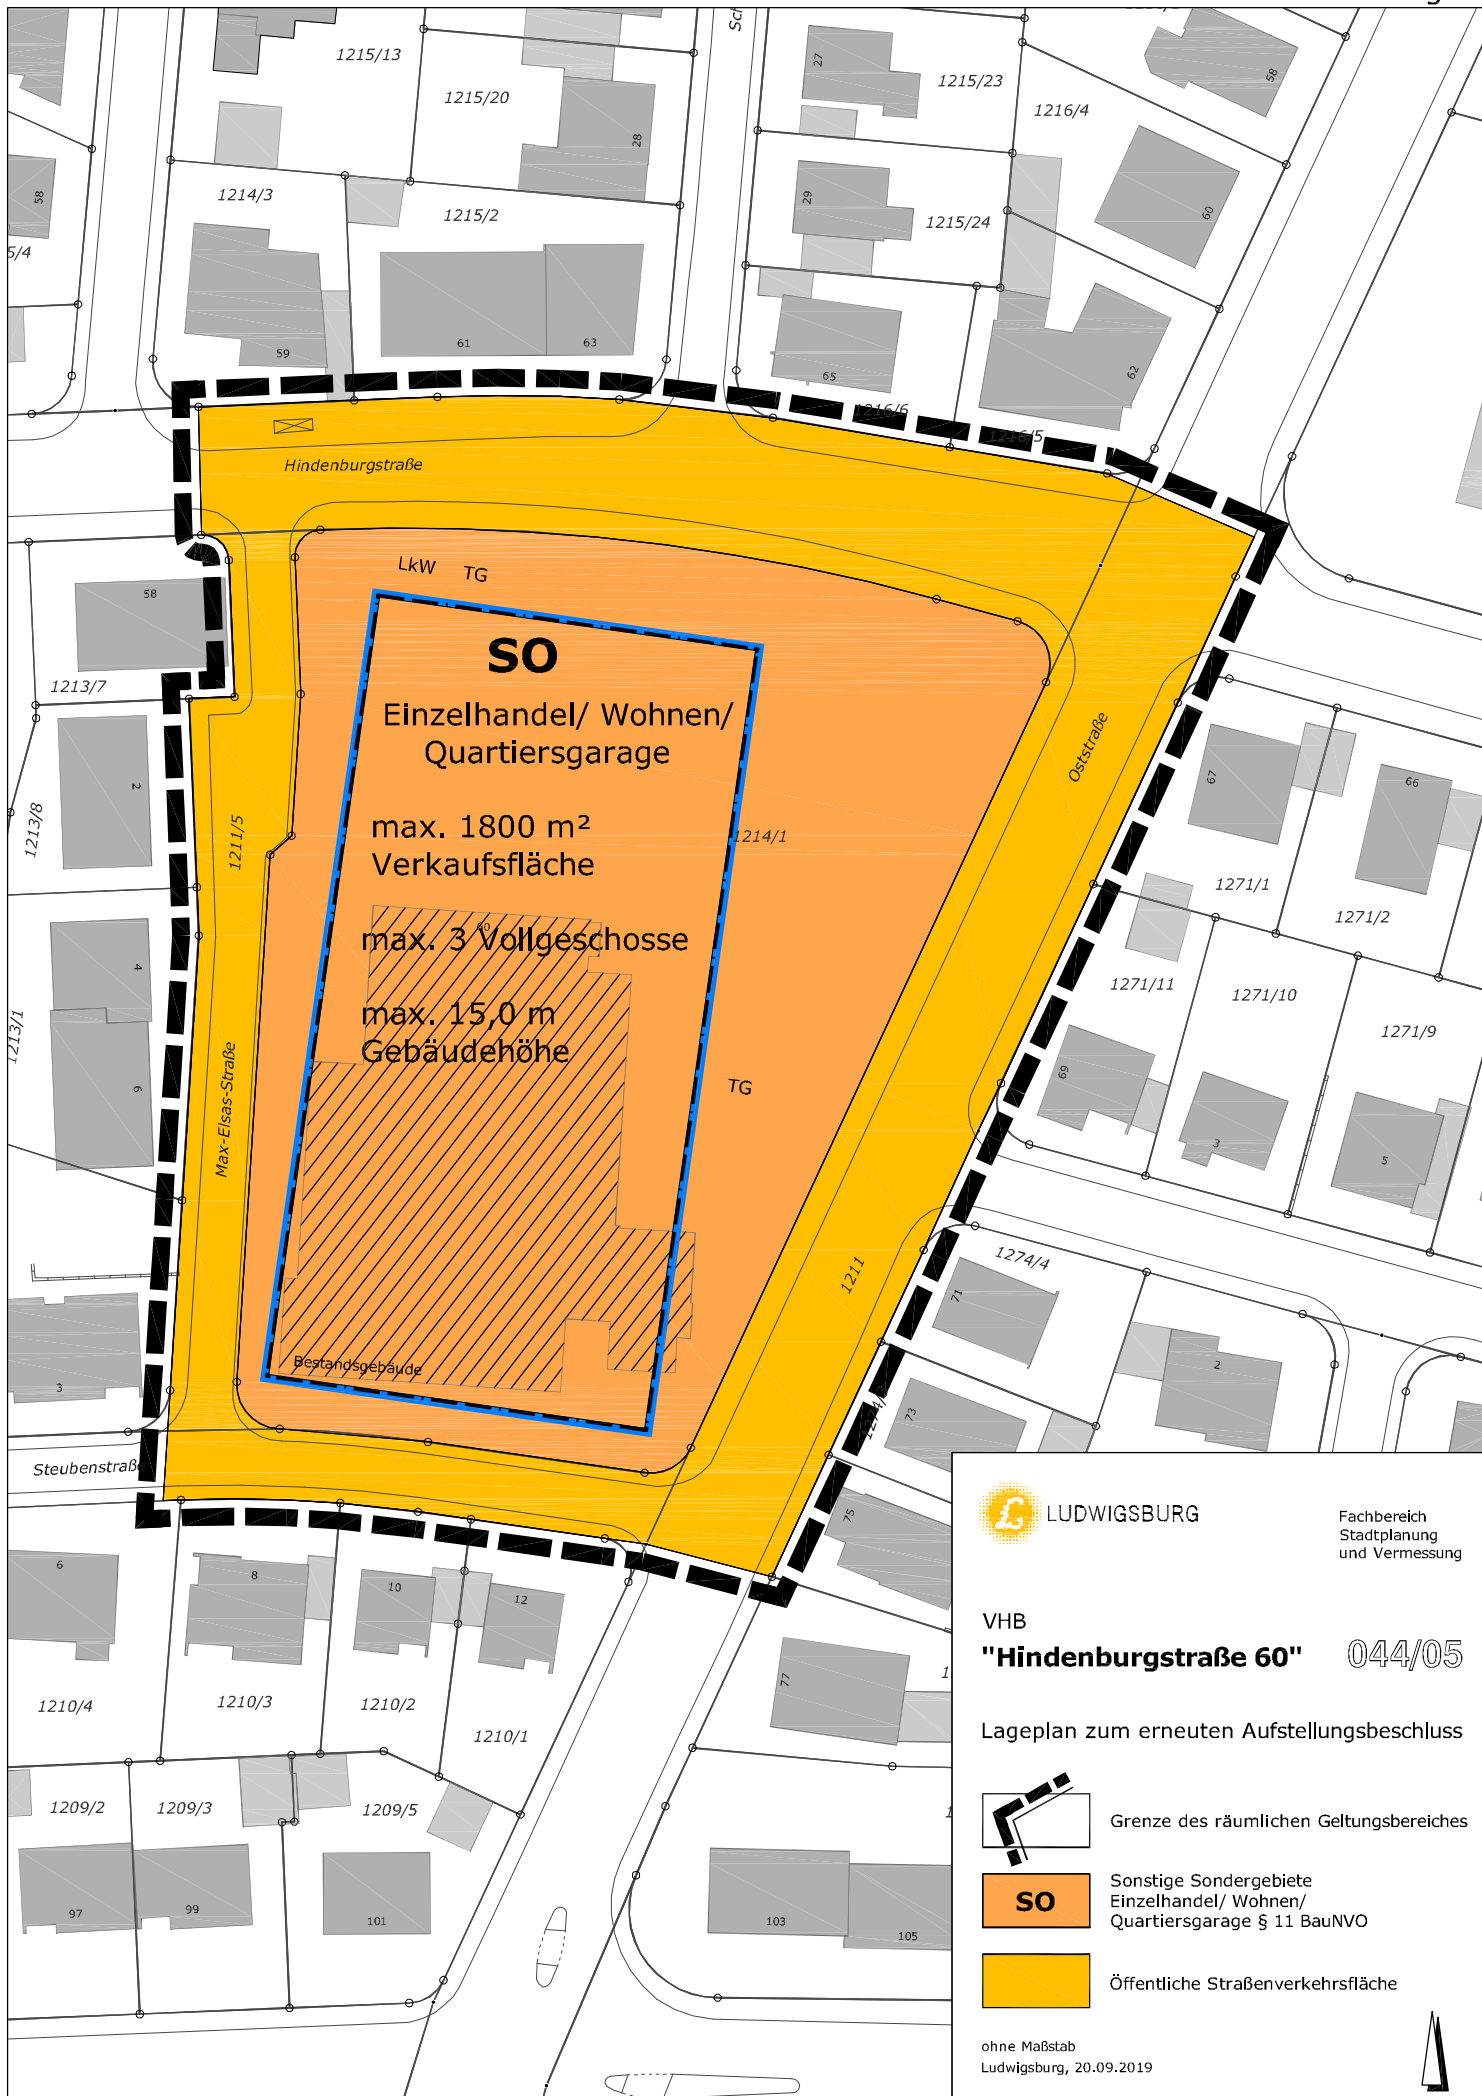 1215/13
1215/20
28
27
1215/23
1216/4
58
58
1214/3
1215/2
29
1215/24
60
5/4
59
61
63
65
62
1216/6
1216/5
Hindenburgstraße
LkW TG
58
SO
Einzelhandel/ Wohnen/
Quartiersgarage
max. 1800 m²
Verkaufsfläche
max. 3 Vollgeschosse
max. 15,0 m
Gebäudehöhe
60
1214/1
TG
Bestandsgebäude
1213/7
2
1213/8
1211/5
4
6
1213/1
Max-Elsas-Straße
3
Steubenstraße
Oststraße
1211
67
66
1271/1
1271/2
1271/11
1271/10
1271/9
69
3
5
1274/4
71
2
73
75
77
6
8
10
12
1210/4
1210/3
1210/2
1210/1
1209/2
1209/3
1209/5
97
99
101
103
105
LUDWIGSBURG
Fachbereich
Stadtplanung
und Vermessung
VHB
"Hindenburgstraße 60" 044/05
Lageplan zum erneuten Aufstellungsbeschluss
Grenze des räumlichen Geltungsbereiches
SO
Sonstige Sondergebiete
Einzelhandel/ Wohnen/
Quartiersgarage § 11 BauNVO
Öffentliche Straßenverkehrsfläche
ohne Maßstab
Ludwigsburg, 20.09.2019